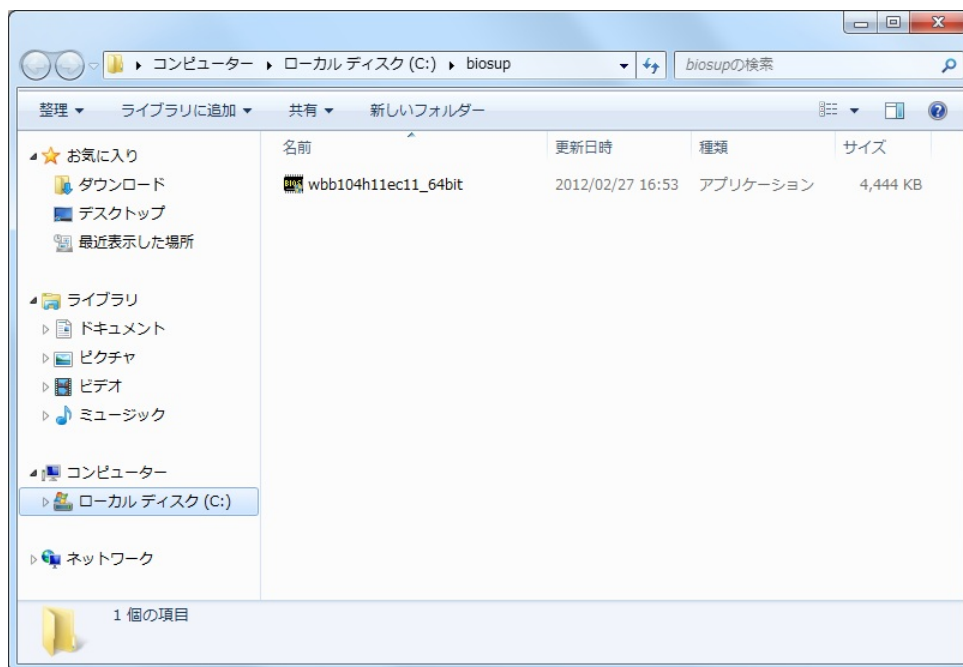 コンピューター ローカル ディスク (C:) biosup biosupの検索
整理 ライブラリに追加 共有 新しいフォルダー
お気に入り
ダウンロード
デスクトップ
最近表示した場所
ライブラリ
ドキュメント
ピクチャ
ビデオ
ミュージック
コンピューター
ローカル ディスク (C:)
ネットワーク
名前 更新日時 種類 サイズ
BIOS wbb104h11ec11_64bit 2012/02/27 16:53 アプリケーション 4,444 KB
1 個の項目